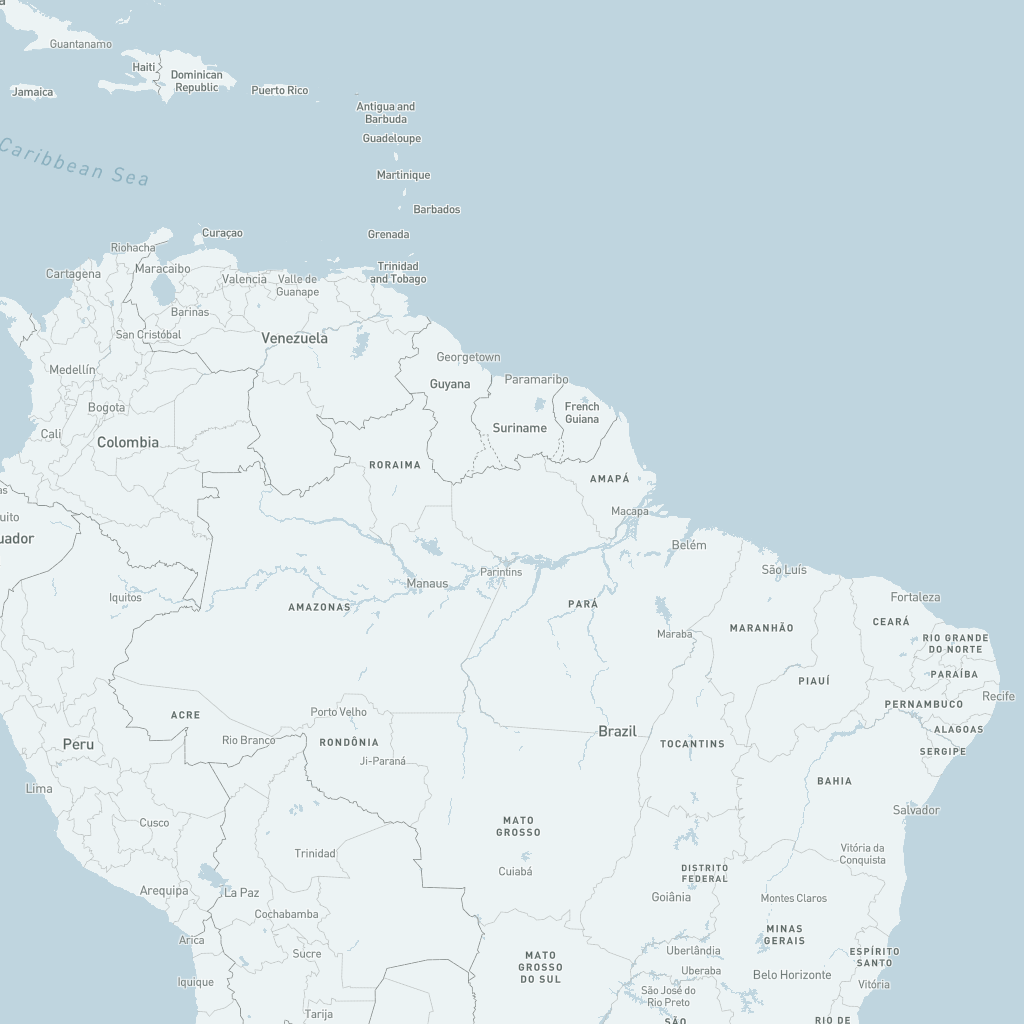 Guantanamo
Haiti
Dominican
Republic
Jamaica
Puerto Rico
Antigua and
Barbuda
Guadeloupe
Caribbean Sea
Martinique
Barbados
Curaçao
Grenada
Riohacha
Cartagena
Maracaibo
Valencia
Valle de
Guanape
Trinidad
and Tobago
Barinas
San Cristóbal
Venezuela
Georgetown
Medellín
Guyana
Paramaribo
Bogota
French
Guiana
Cali
Colombia
Suriname
RORAIMA
AMAPÁ
Macapa
uito
uador
Belém
Parintins
São Luís
Manaus
Iquitos
AMAZONAS
PARÁ
Fortaleza
CEARÁ
Marabá
MARANHÃO
RIO GRANDE
DO NORTE
PARAÍBA
PIAUÍ
Recife
PERNAMBUCO
ACRE
Porto Velho
ALAGOAS
Rio Branco
RONDÔNIA
Brazil
Peru
TOCANTINS
SERGIPE
Ji-Paraná
BAHIA
Lima
Salvador
Cusco
MATO
GROSSO
Trinidad
Vitória da
Conquista
Cuiabá
DISTRITO
FEDERAL
Arequipa
La Paz
Goiânia
Montes Claros
Cochabamba
MINAS
GERAIS
Arica
Sucre
Uberlândia
ESPÍRITO
SANTO
MATO
GROSSO
DO SUL
Uberaba
Belo Horizonte
Iquique
São José do
Rio Preto
Vitória
Tarija
SÃO
RIO DE